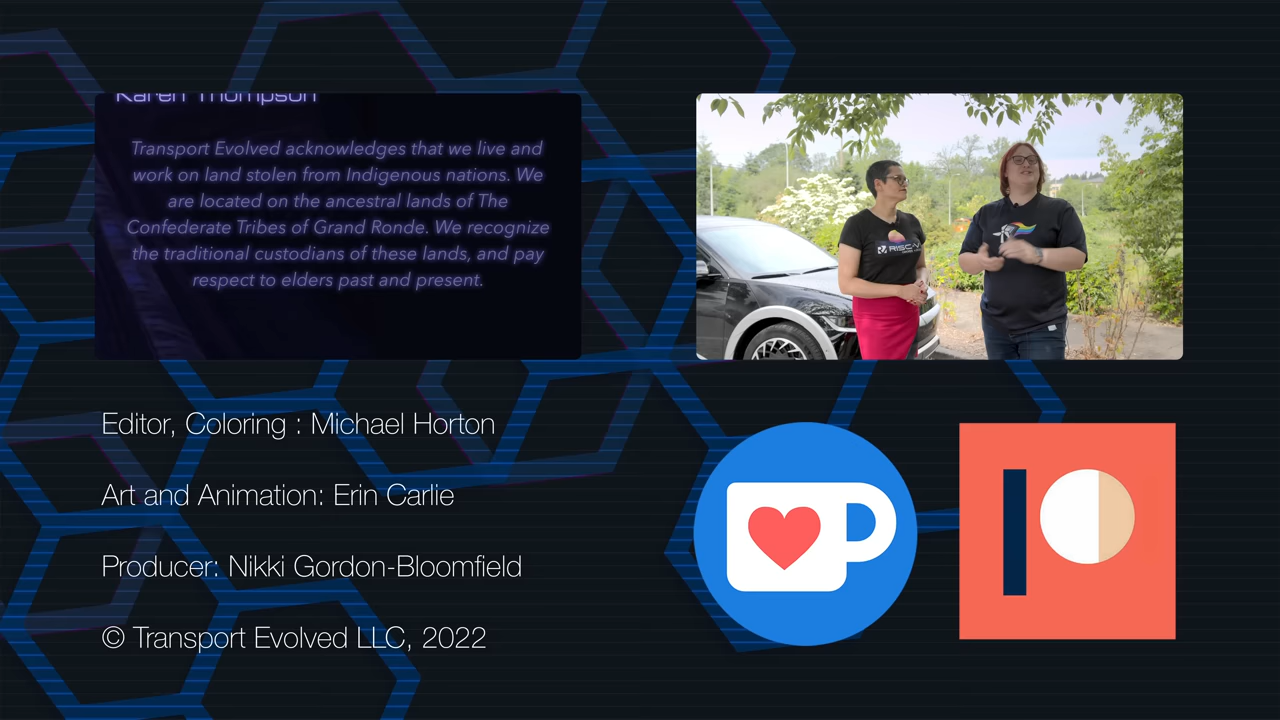 Karen Thompson
Transport Evolved acknowledges that we live and
work on land stolen from Indigenous nations. We
are located on the ancestral lands of The
Confederate Tribes of Grand Ronde. We recognize
the traditional custodians of these lands, and pay
respect to elders past and present.
RISC-V
Editor, Coloring : Michael Horton
Art and Animation: Erin Carlie
Producer: Nikki Gordon-Bloomfield
© Transport Evolved LLC, 2022